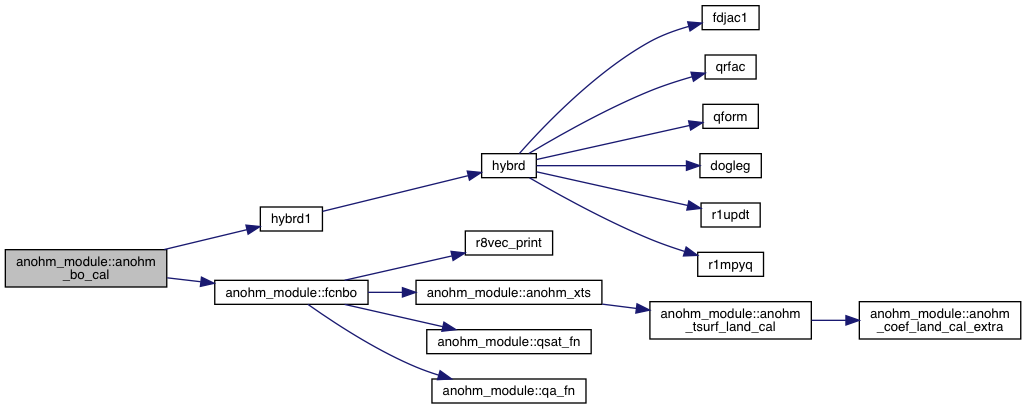 fdjac1
qrfac
qform
hybrd
dogleg
r1updt
hybrd1
r8vec_print
r1mpyq
anohm_module::anohm
_bo_cal
anohm_module::fcnbo
anohm_module::anohm_xts
anohm_module::anohm
_tsurf_land_cal
anohm_module::anohm
_coef_land_cal_extra
anohm_module::qsat_fn
anohm_module::qa_fn